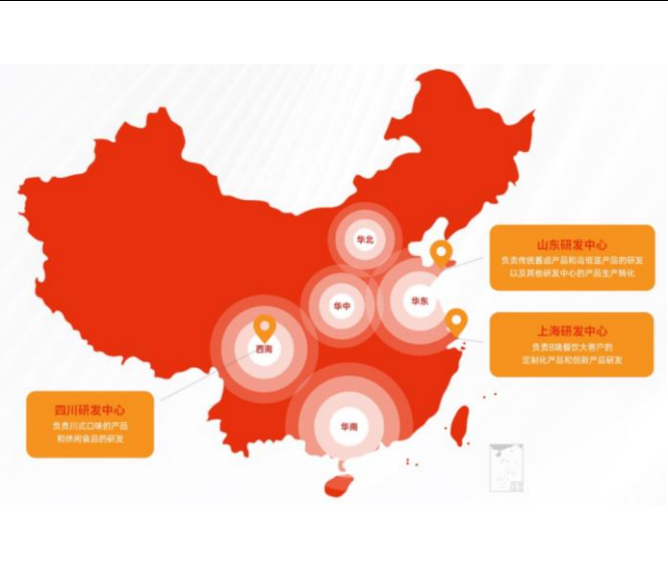 华北
山东研发中心
负责传统酱卤产品和高低温产品的研发
以及其他研发中心的产品生产转化
华中
华东
上海研发中心
负责B端餐饮大客户的
定制化产品和创新产品研发
西南
四川研发中心
负责川式口味的产品
和休闲食品的研发
华南